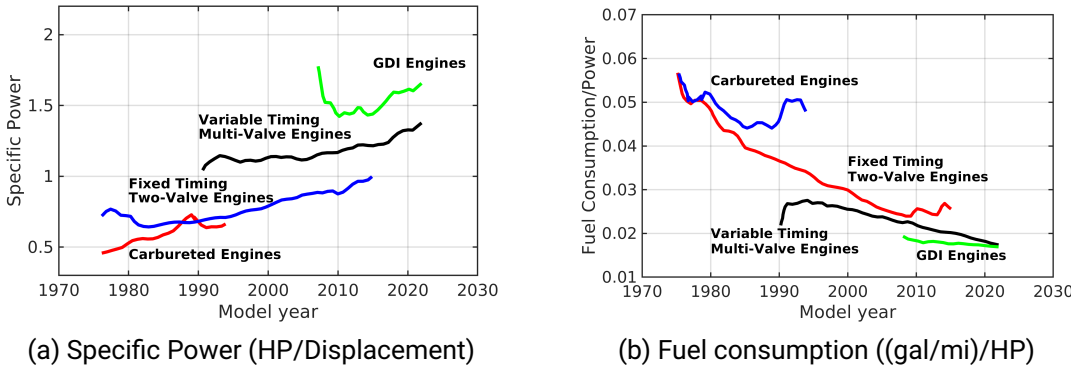 2
1.5
1
0.5
1970
1980
1990
2000
2010
2020
2030
Specific Power
Model year
GDI Engines
Variable Timing
Multi-Valve Engines
Fixed Timing
Two-Valve Engines
Carbureted Engines
(a) Specific Power (HP/Displacement)
0.07
0.06
0.05
0.04
0.03
0.02
0.01
1970
1980
1990
2000
2010
2020
2030
Fuel Consumption/Power
Model year
Carbureted Engines
Fixed Timing
Two-Valve Engines
Variable Timing
Multi-Valve Engines
GDI Engines
(b) Fuel consumption ((gal/mi)/HP)